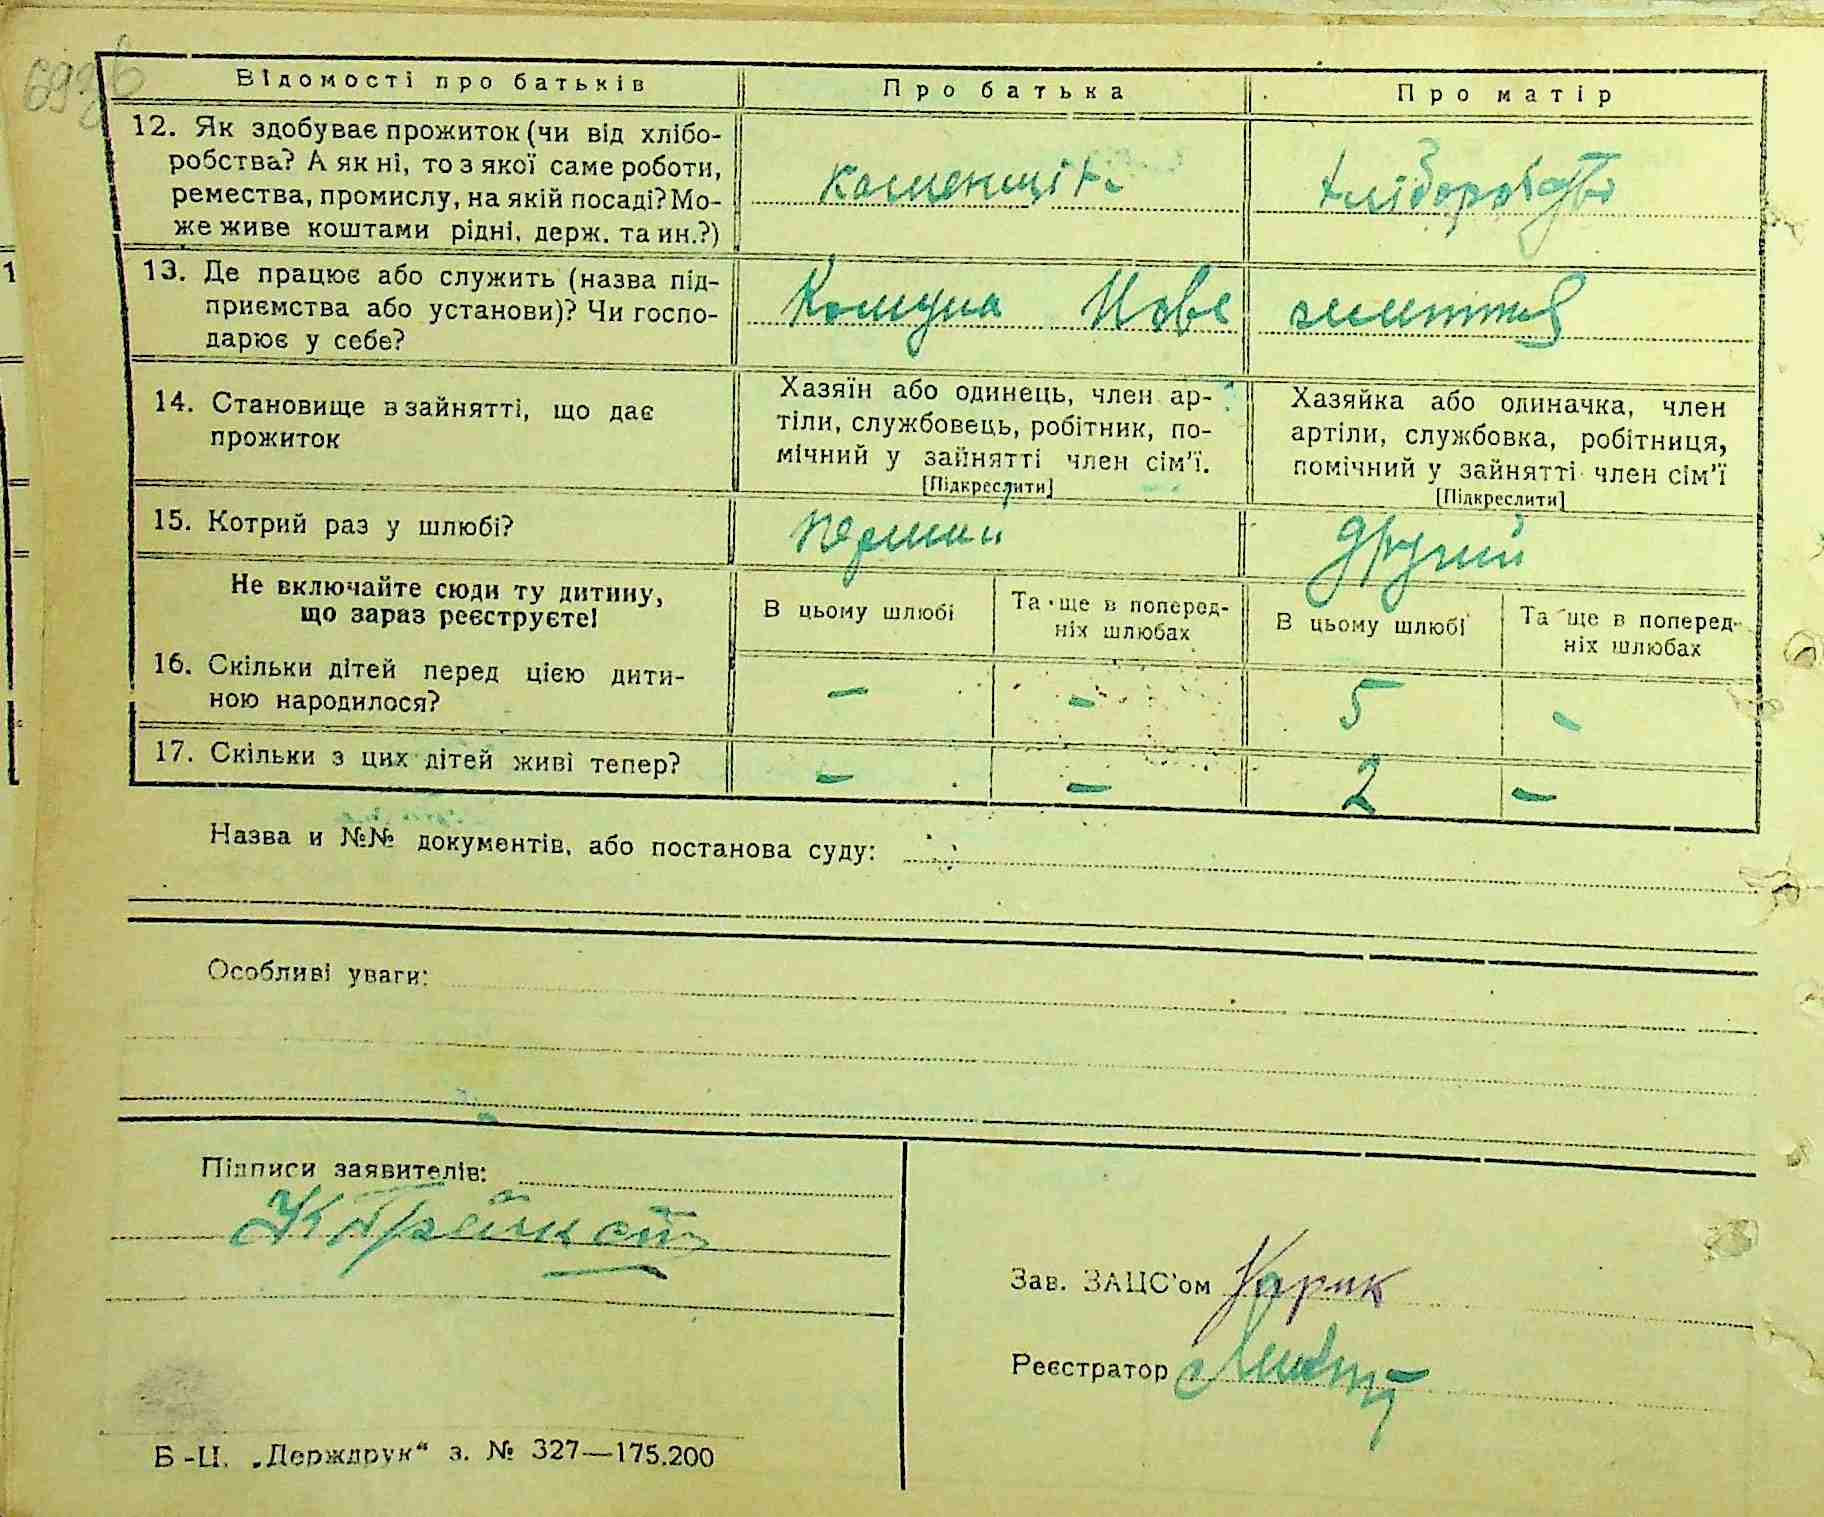 Відомості про батьків
Про батька
Про матір
12. Як здобуває прожиток (чи від хлібо-
робства? А як ні, то з якої саме роботи,
ремества, промислу, на якій посаді? Мо-
же живе коштами рідні, держ. та ин.?)
хліборобство
13. Де працює або служить (назва під-
приємства або установи)? Чи госпо-
дарює у себе?
Комуна Нове життя
14. Становище в зайнятті, що дає
прожиток
Хазяїн або одинець, член ар-
тіли, службовець, робітник, по-
мічний у зайнятті член сім'ї.
[Підкреслити]
Хазяйка або одиначка, член
артіли, службовка, робітниця,
помічний у зайнятті член сім'ї
[Підкреслити]
15. Котрий раз у шлюбі?
перший
другий
Не включайте сюди ту дитину,
що зараз реєструєте!
В цьому шлюбі
Та ще в поперед-
ніх шлюбах
В цьому шлюбі
Та ще в поперед-
ніх шлюбах
16. Скільки дітей перед цією дити-
ною народилося?
-
-
5
-
17. Скільки з цих дітей живі тепер?
-
-
2
-
Назва и №№ документів, або постанова суду:
Особливі уваги:
Підписи заявителів:
Зав. ЗАЦС'ом
Реєстратор
Б-Ц. „Держдрук“ з. № 327—175.200